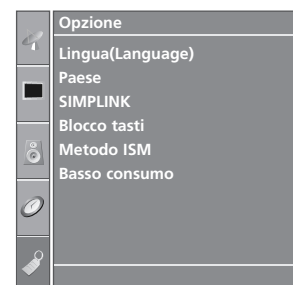 Opzione
Lingua(Language)
Paese
SIMPLINK
Blocco tasti
Metodo ISM
Basso consumo